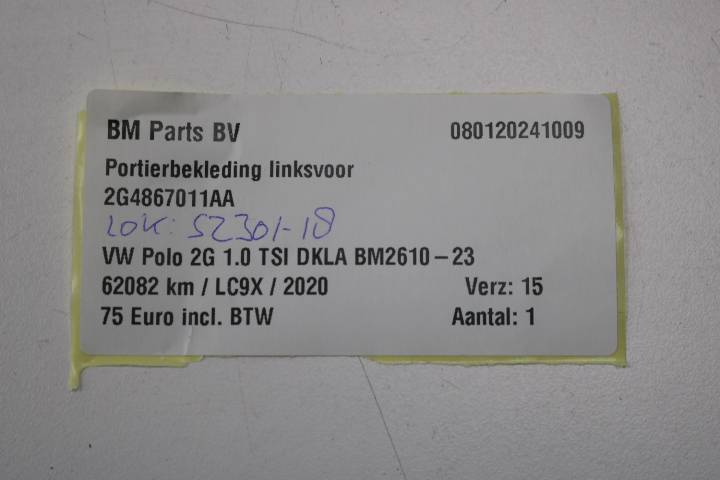 BM Parts BV 080120241009
Portierbekleding linksvoor
2G4867011AA
LOK: 52301-18
VW Polo 2G 1.0 TSI DKLA BM2610-23
62082 km / LC9X / 2020 Verz: 15
75 Euro incl. BTW Aantal: 1